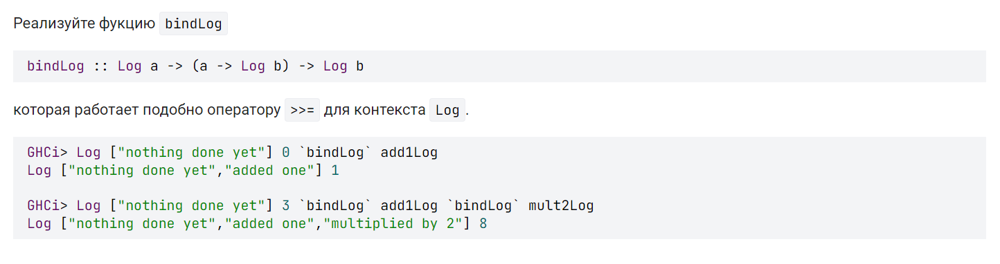 Реализуйте фукцию bindLog
bindLog :: Log a -> (a -> Log b) -> Log b
которая работает подобно оператору >>= для контекста Log.
GHCi> Log ["nothing done yet"] 0 `bindLog` add1Log
Log ["nothing done yet","added one"] 1
GHCi> Log ["nothing done yet"] 3 `bindLog` add1Log `bindLog` mult2Log
Log ["nothing done yet","added one","multiplied by 2"] 8